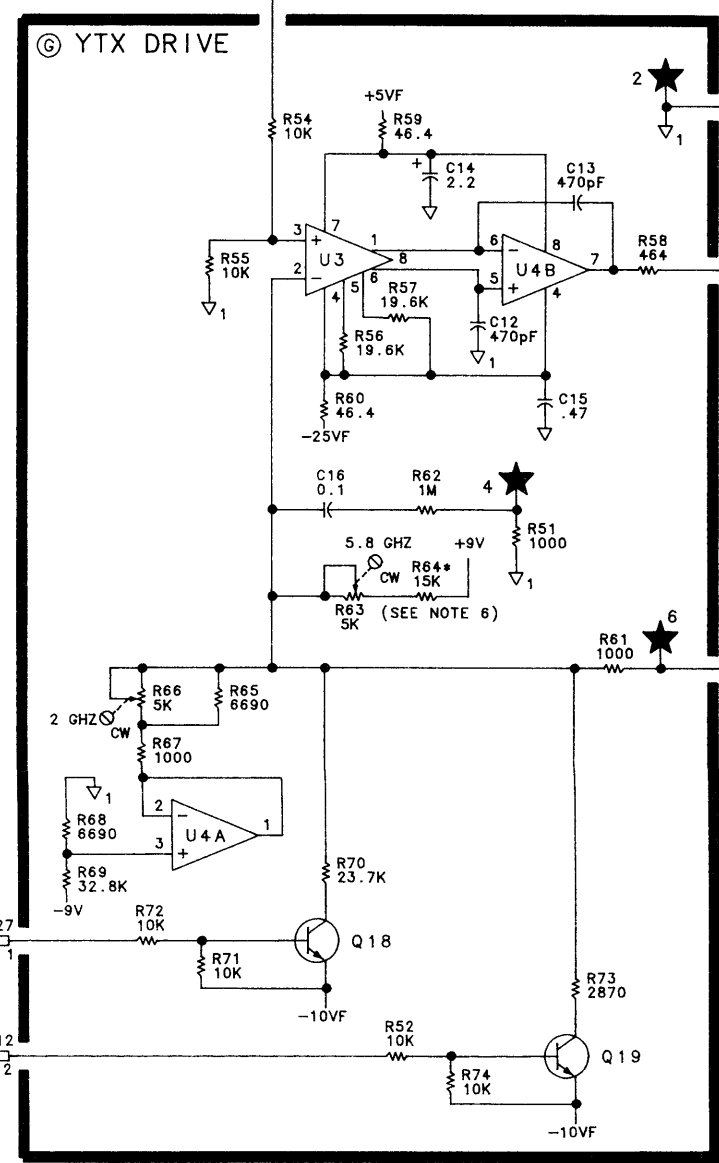 G YTX DRIVE
2
1
R54
10K
+5VF
R59
46.4
+
C14
2.2
C13
470pF
R55
10K
1
3
+
2
−
U3
7
1
8
6
5
4
R57
19.6K
R56
19.6K
R60
46.4
−25VF
6
−
5
+
U4B
8
7
4
R58
464
C12
470pF
1
C15
.47
C16
0.1
R62
1M
4
R51
1000
1
5.8 GHZ
CW
R63
5K
R64*
15K
+9V
(SEE NOTE 6)
R61
1000
6
R66
5K
2 GHZ
CW
R65
6690
R67
1000
1
2
−
3
+
U4A
1
R68
6690
R69
32.8K
−9V
R70
23.7K
27
1
R72
10K
R71
10K
Q18
−10VF
R73
2870
12
2
R52
10K
R74
10K
Q19
−10VF